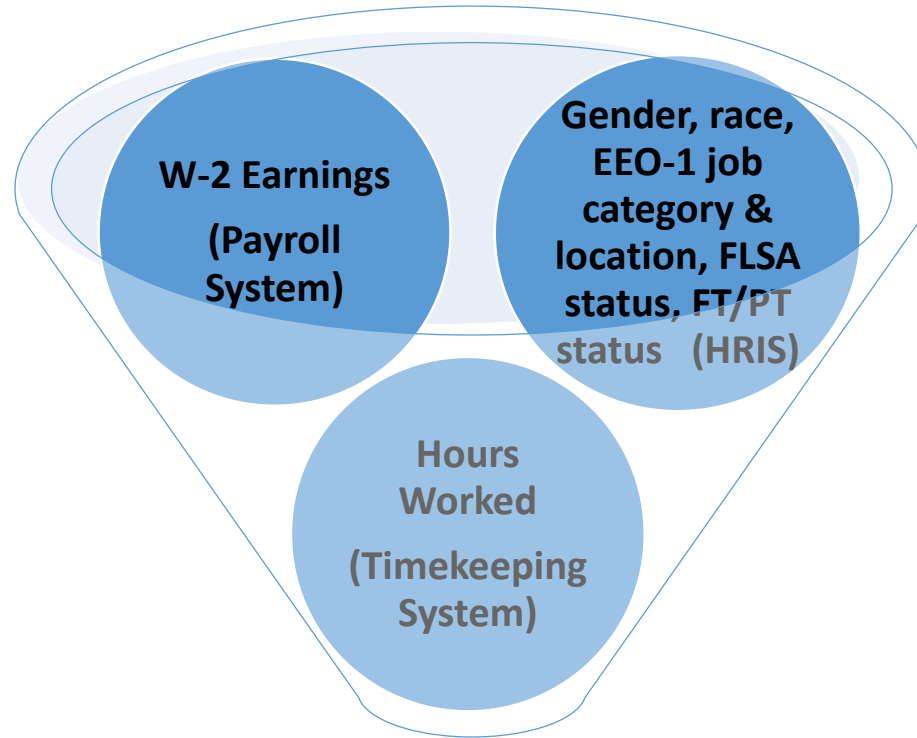 W-2 Earnings
(Payroll
System)
Gender, race,
EEO-1 job
category &
location, FLSA
status, FT/PT
status (HRIS)
Hours
Worked
(Timekeeping
System)